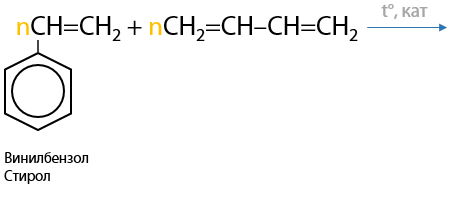 t°, кат
nCH=CH₂ + nCH₂=CH–CH=CH₂
Винилбензол
Стирол